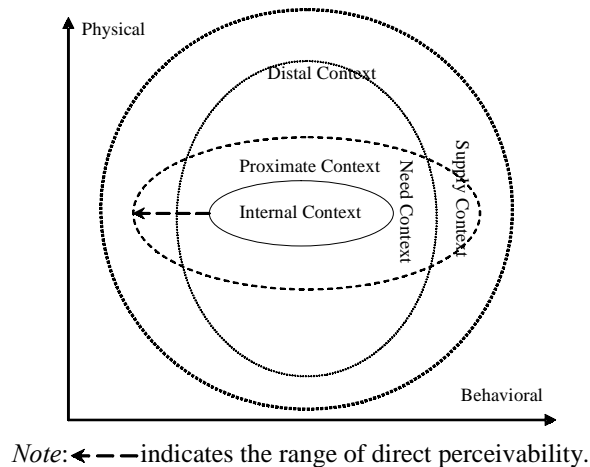 Physical
Distal Context
Proximate Context
Internal Context
Need Context
Supply Context
Behavioral
Note: indicates the range of direct perceivability.